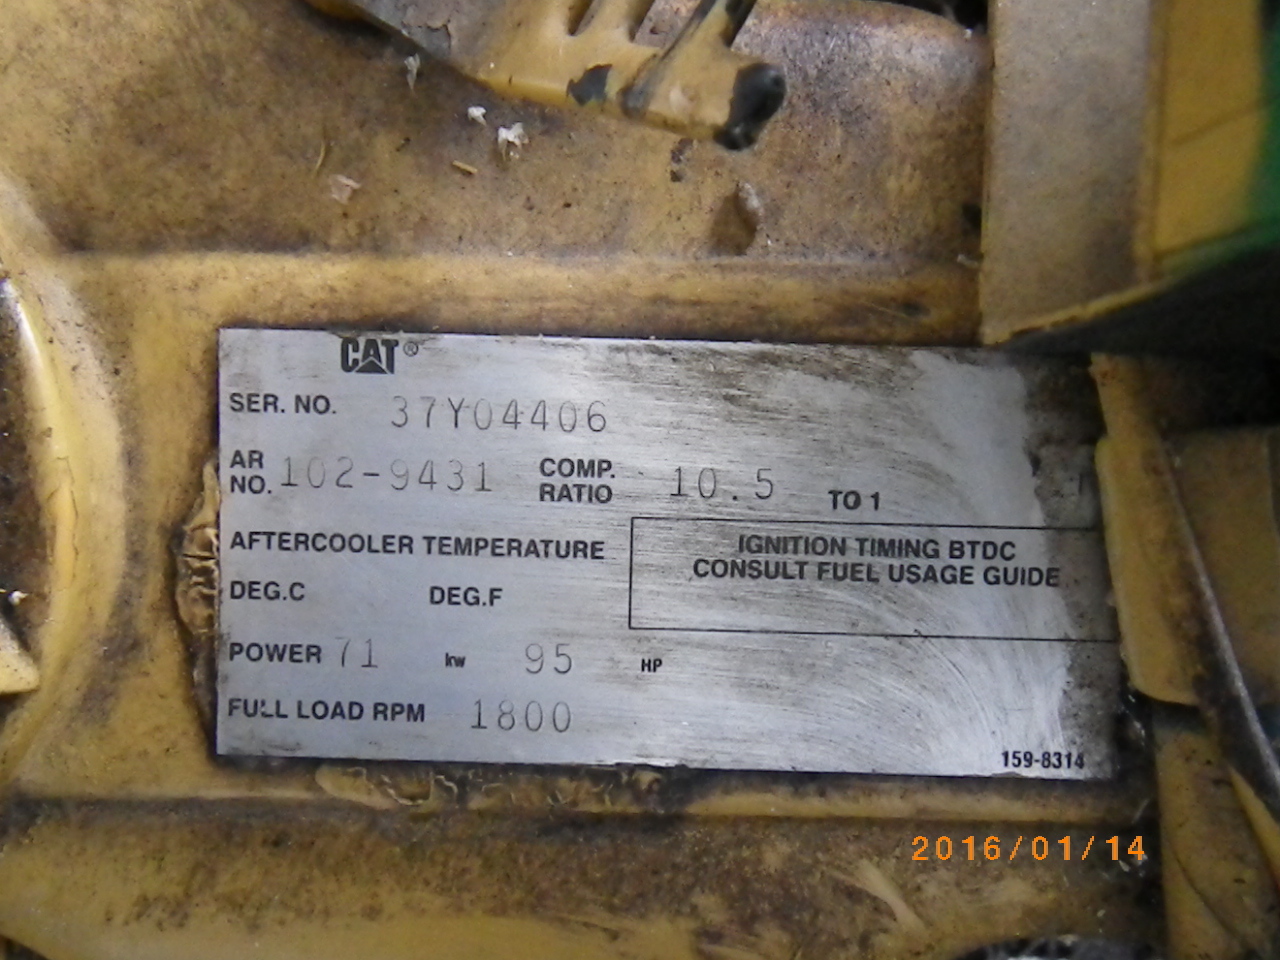 CAT®
SER. NO. 37Y04406
AR NO. 102-9431 COMP. RATIO 10.5 TO 1
AFTERCOOLER TEMPERATURE
DEG.C DEG.F
IGNITION TIMING BTDC
CONSULT FUEL USAGE GUIDE
POWER 71 kw 95 HP
FULL LOAD RPM 1800
159-8314
2016/01/14